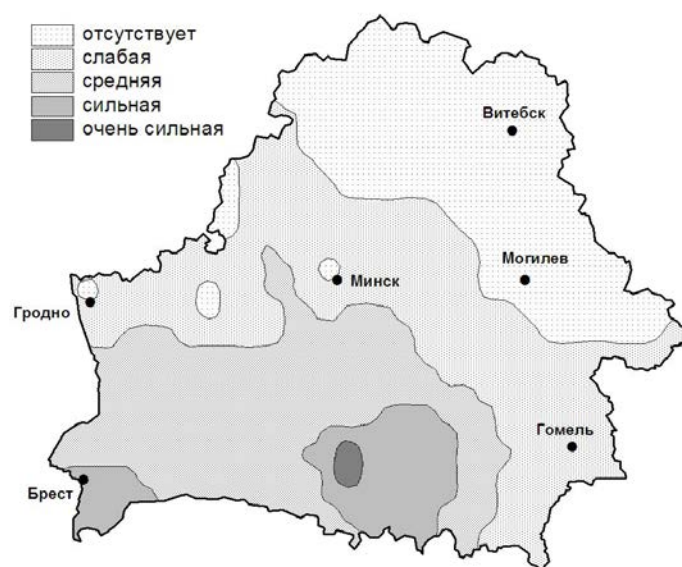 отсутствует
слабая
средняя
сильная
очень сильная
Витебск
Могилев
Минск
Гродно
Гомель
Брест